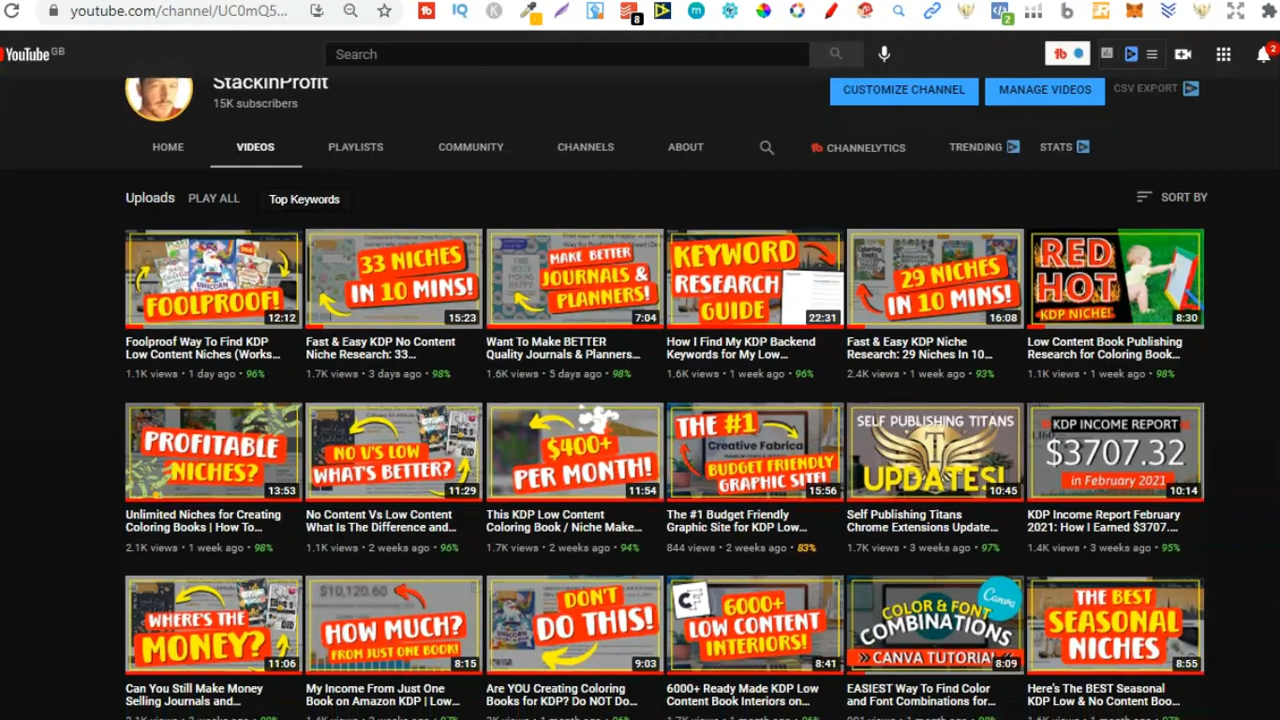 youtube.com/channel/UC0mQ5...
8
2
YouTube GB
Search
2
StackinProfit
15K subscribers
CUSTOMIZE CHANNEL
MANAGE VIDEOS
CSV EXPORT
HOME
VIDEOS
PLAYLISTS
COMMUNITY
CHANNELS
ABOUT
CHANNELYTICS
TRENDING
STATS
Uploads
PLAY ALL
Top Keywords
SORT BY
FOOLPROOF!
12:12
33 NICHES
IN 10 MINS!
15:23
MAKE BETTER
JOURNALS &
PLANNERS!
7:04
KEYWORD
RESEARCH
GUIDE
22:31
29 NICHES
IN 10 MINS!
16:08
RED
HOT
KDP NICHE!
8:30
Foolproof Way To Find KDP
Low Content Niches (Works...
1.1K views • 1 day ago • 96%
Fast & Easy KDP No Content
Niche Research: 33...
1.7K views • 3 days ago • 98%
Want To Make BETTER
Quality Journals & Planners...
1.6K views • 5 days ago • 98%
How I Find My KDP Backend
Keywords for My Low...
1.6K views • 1 week ago • 96%
Fast & Easy KDP Niche
Research: 29 Niches In 10...
2.4K views • 1 week ago • 93%
Low Content Book Publishing
Research for Coloring Book...
1.1K views • 1 week ago • 98%
PROFITABLE
NICHES?
13:53
NO V'S LOW
WHAT'S BETTER?
11:29
$400+
PER MONTH!
11:54
THE #1
Creative Fabrica
BUDGET FRIENDLY
GRAPHIC SITE!
15:56
SELF PUBLISHING TITANS
UPDATES!
10:45
KDP INCOME REPORT
$3707.32
in February 2021
10:14
Unlimited Niches for Creating
Coloring Books | How To...
2.1K views • 1 week ago • 98%
No Content Vs Low Content
What Is The Difference and...
1.1K views • 2 weeks ago • 96%
This KDP Low Content
Coloring Book / Niche Make...
1.7K views • 2 weeks ago • 94%
The #1 Budget Friendly
Graphic Site for KDP Low...
844 views • 2 weeks ago • 83%
Self Publishing Titans
Chrome Extensions Update...
1.7K views • 3 weeks ago • 97%
KDP Income Report February
2021: How I Earned $3707....
1.4K views • 3 weeks ago • 95%
WHERE'S THE
MONEY?
11:06
$10,120.60
HOW MUCH?
FROM JUST ONE BOOK!
8:15
DON'T
DO THIS!
9:03
6000+
LOW CONTENT
INTERIORS!
8:41
Canva
COLOR & FONT
COMBINATIONS
CANVA TUTORIAL
8:09
THE BEST
SEASONAL
NICHES
8:55
Can You Still Make Money
Selling Journals and...
My Income From Just One
Book on Amazon KDP | Low...
Are YOU Creating Coloring
Books for KDP? Do NOT Do...
6000+ Ready Made KDP Low
Content Book Interiors on...
EASIEST Way To Find Color
and Font Combinations for...
Here's The BEST Seasonal
KDP Low & No Content Boo...